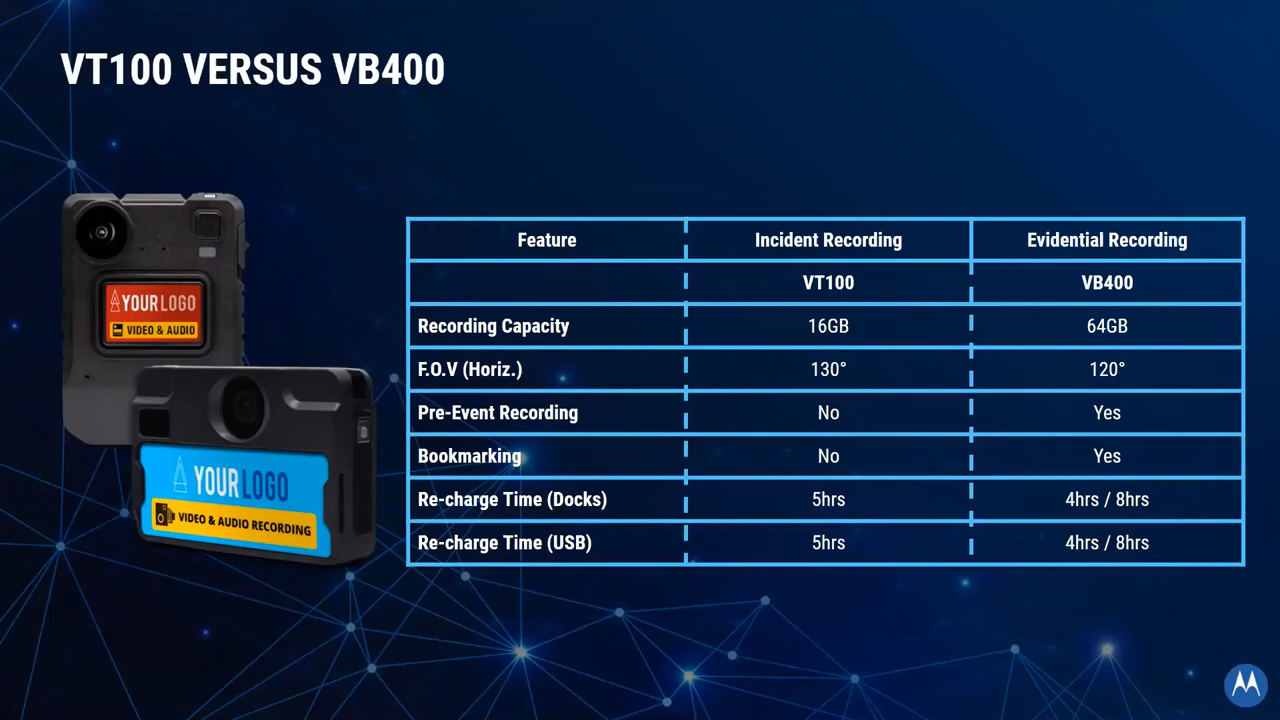 VT100 VERSUS VB400
YOUR LOGO
VIDEO & AUDIO
YOUR LOGO
VIDEO & AUDIO RECORDING
Feature Incident Recording Evidential Recording
VT100 VB400
Recording Capacity 16GB 64GB
F.O.V (Horiz.) 130° 120°
Pre-Event Recording No Yes
Bookmarking No Yes
Re-charge Time (Docks) 5hrs 4hrs / 8hrs
Re-charge Time (USB) 5hrs 4hrs / 8hrs